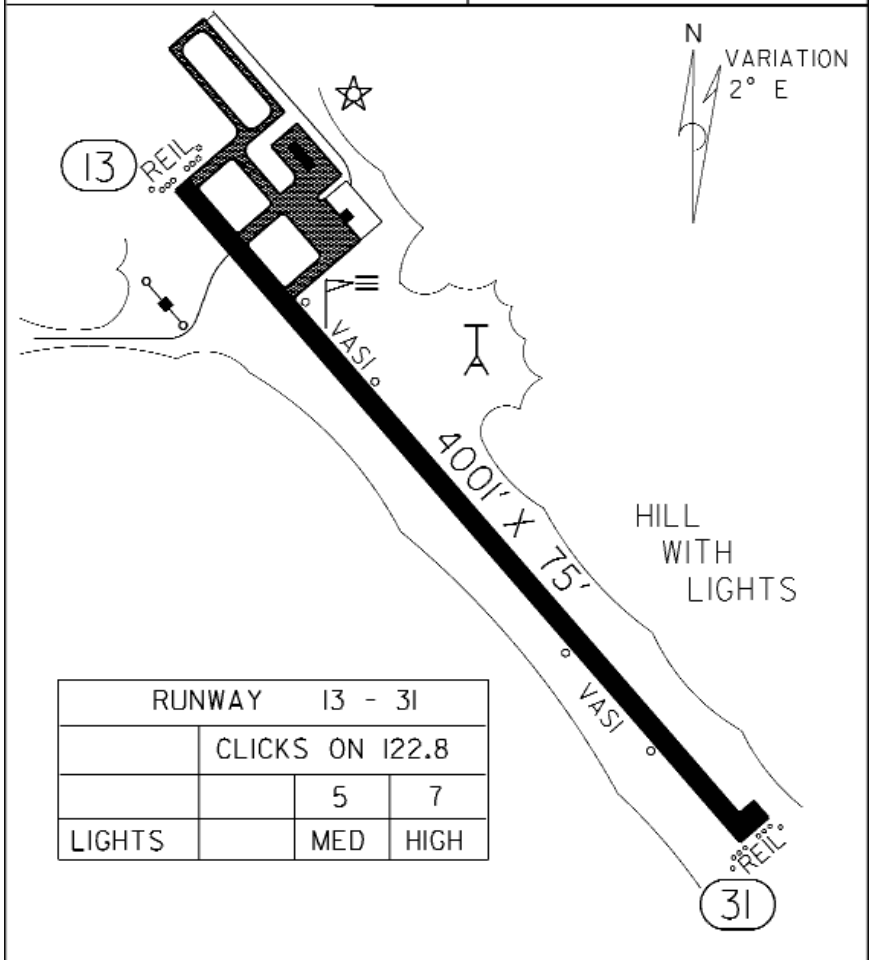 N
VARIATION
2° E
13
REIL
VASI
4001' X 75'
HILL
WITH
LIGHTS
VASI
RUNWAY 13 - 31
CLICKS ON 122.8
5 7
LIGHTS MED HIGH
REIL
31